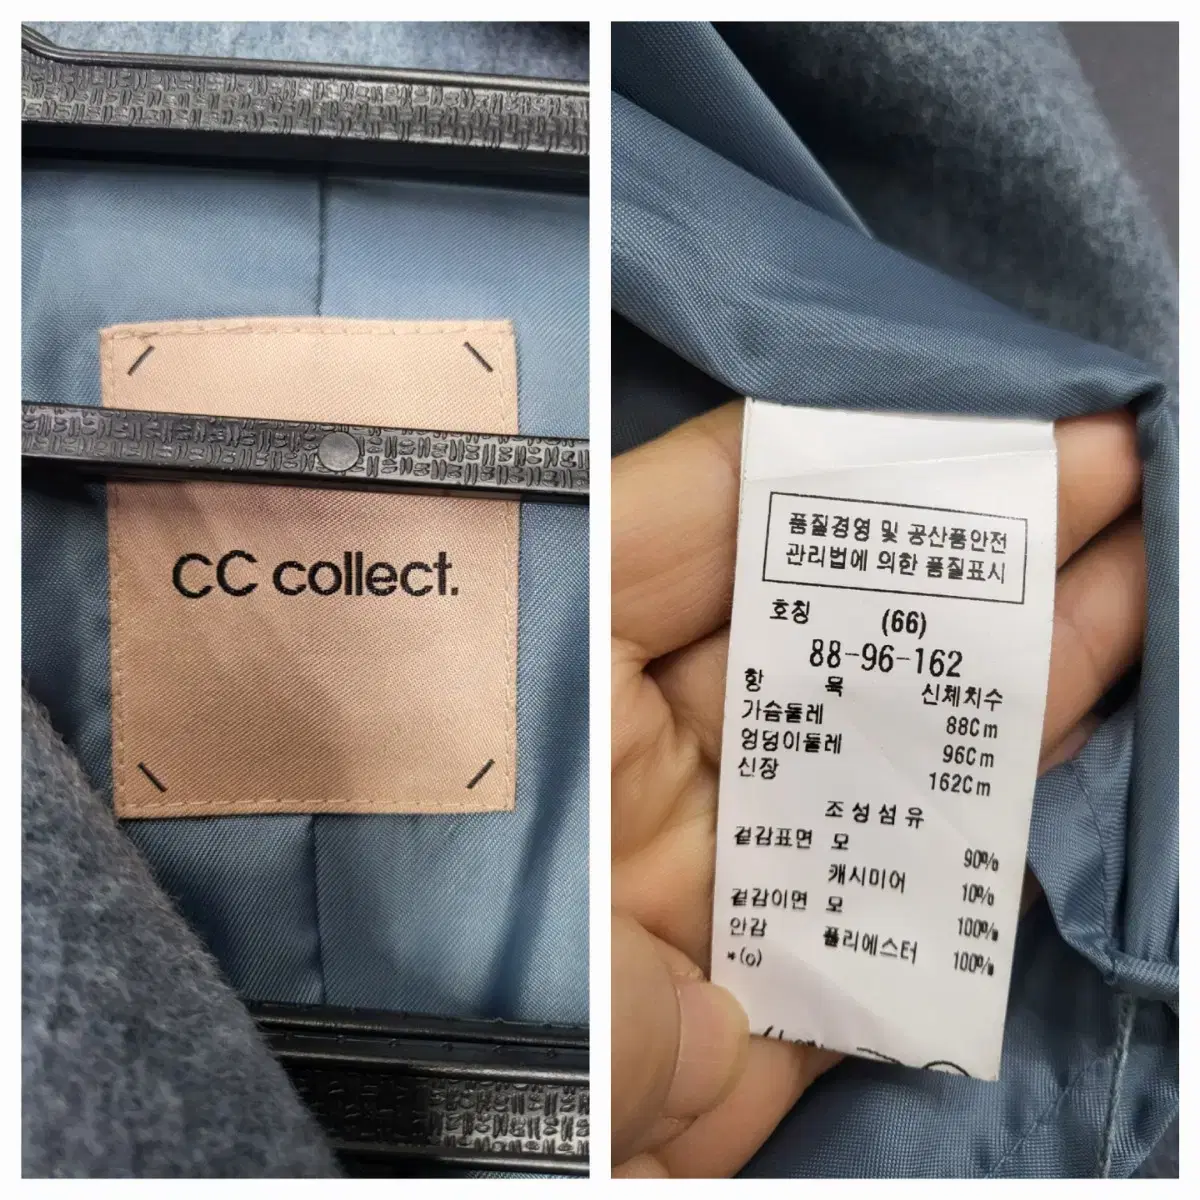 CC collect.
품질경영 및 공산품안전
관리법에 의한 품질표시
호칭 (66)
88-96-162
항 목 신체치수
가슴둘레 88Cm
엉덩이둘레 96Cm
신장 162Cm
조성섬유
겉감표면 모 90%
캐시미어 10%
겉감이면 모 100%
안감 폴리에스터 100%
*(o)